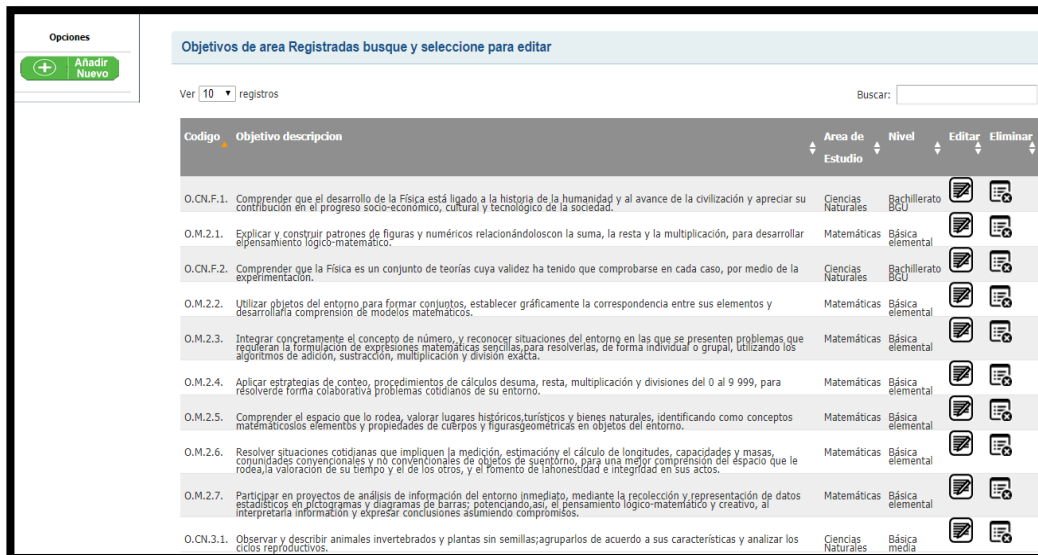 Opciones
Añadir
Nuevo
Objetivos de area Registradas busque y seleccione para editar
Ver 10 registros
Buscar:
Codigo Objetivo descripcion Area de Estudio Nivel Editar Eliminar
O.CN.F.1. Comprender que el desarrollo de la Física está ligado a la historia de la humanidad y al avance de la civilización y apreciar su
contribución en el progreso socio-económico, cultural y tecnológico de la sociedad.
Ciencias
Naturales
Bachillerato
BGU
O.M.2.1. Explicar y construir patrones de figuras y numéricos relacionándoloscon la suma, la resta y la multiplicación, para desarrollar
elpensamiento lógico-matemático.
Matemáticas
Básica
elemental
O.CN.F.2. Comprender que la Física es un conjunto de teorías cuya validez ha tenido que comprobarse en cada caso, por medio de la
experimentación.
Ciencias
Naturales
Bachillerato
BGU
O.M.2.2. Utilizar objetos del entorno para formar conjuntos, establecer gráficamente la correspondencia entre sus elementos y
desarrollarla comprensión de modelos matemáticos.
Matemáticas
Básica
elemental
O.M.2.3. Integrar concretamente el concepto de número, y reconocer situaciones del entorno en las que se presenten problemas que
requieran la formulación de expresiones matemáticas sencillas,para resolverlas, de forma individual o grupal, utilizando los
algoritmos de adición, sustracción, multiplicación y división exacta.
Matemáticas
Básica
elemental
O.M.2.4. Aplicar estrategias de conteo, procedimientos de cálculos desuma, resta, multiplicación y divisiones del 0 al 9 999, para
resolverde forma colaborativa problemas cotidianos de su entorno.
Matemáticas
Básica
elemental
O.M.2.5. Comprender el espacio que lo rodea, valorar lugares históricos,turísticos y bienes naturales, identificando como conceptos
matemáticoslos elementos y propiedades de cuerpos y figurasgeométricas en objetos del entorno.
Matemáticas
Básica
elemental
O.M.2.6. Resolver situaciones cotidianas que impliquen la medición, estimacióny el cálculo de longitudes, capacidades y masas,
conunidades convencionales y no convencionales de objetos de suentorno, para una mejor comprensión del espacio que le
rodea,la valoración de su tiempo y el de los otros, y el fomento de lahonestidad e integridad en sus actos.
Matemáticas
Básica
elemental
O.M.2.7. Participar en proyectos de análisis de información del entorno inmediato, mediante la recolección y representación de datos
estadísticos en pictogramas y diagramas de barras; potenciando,así, el pensamiento lógico-matemático y creativo, al
interpretarla información y expresar conclusiones asumiendo compromisos.
Matemáticas
Básica
elemental
O.CN.3.1. Observar y describir animales invertebrados y plantas sin semillas;agruparlos de acuerdo a sus características y analizar los
ciclos reproductivos.
Ciencias
Naturales
Básica
media